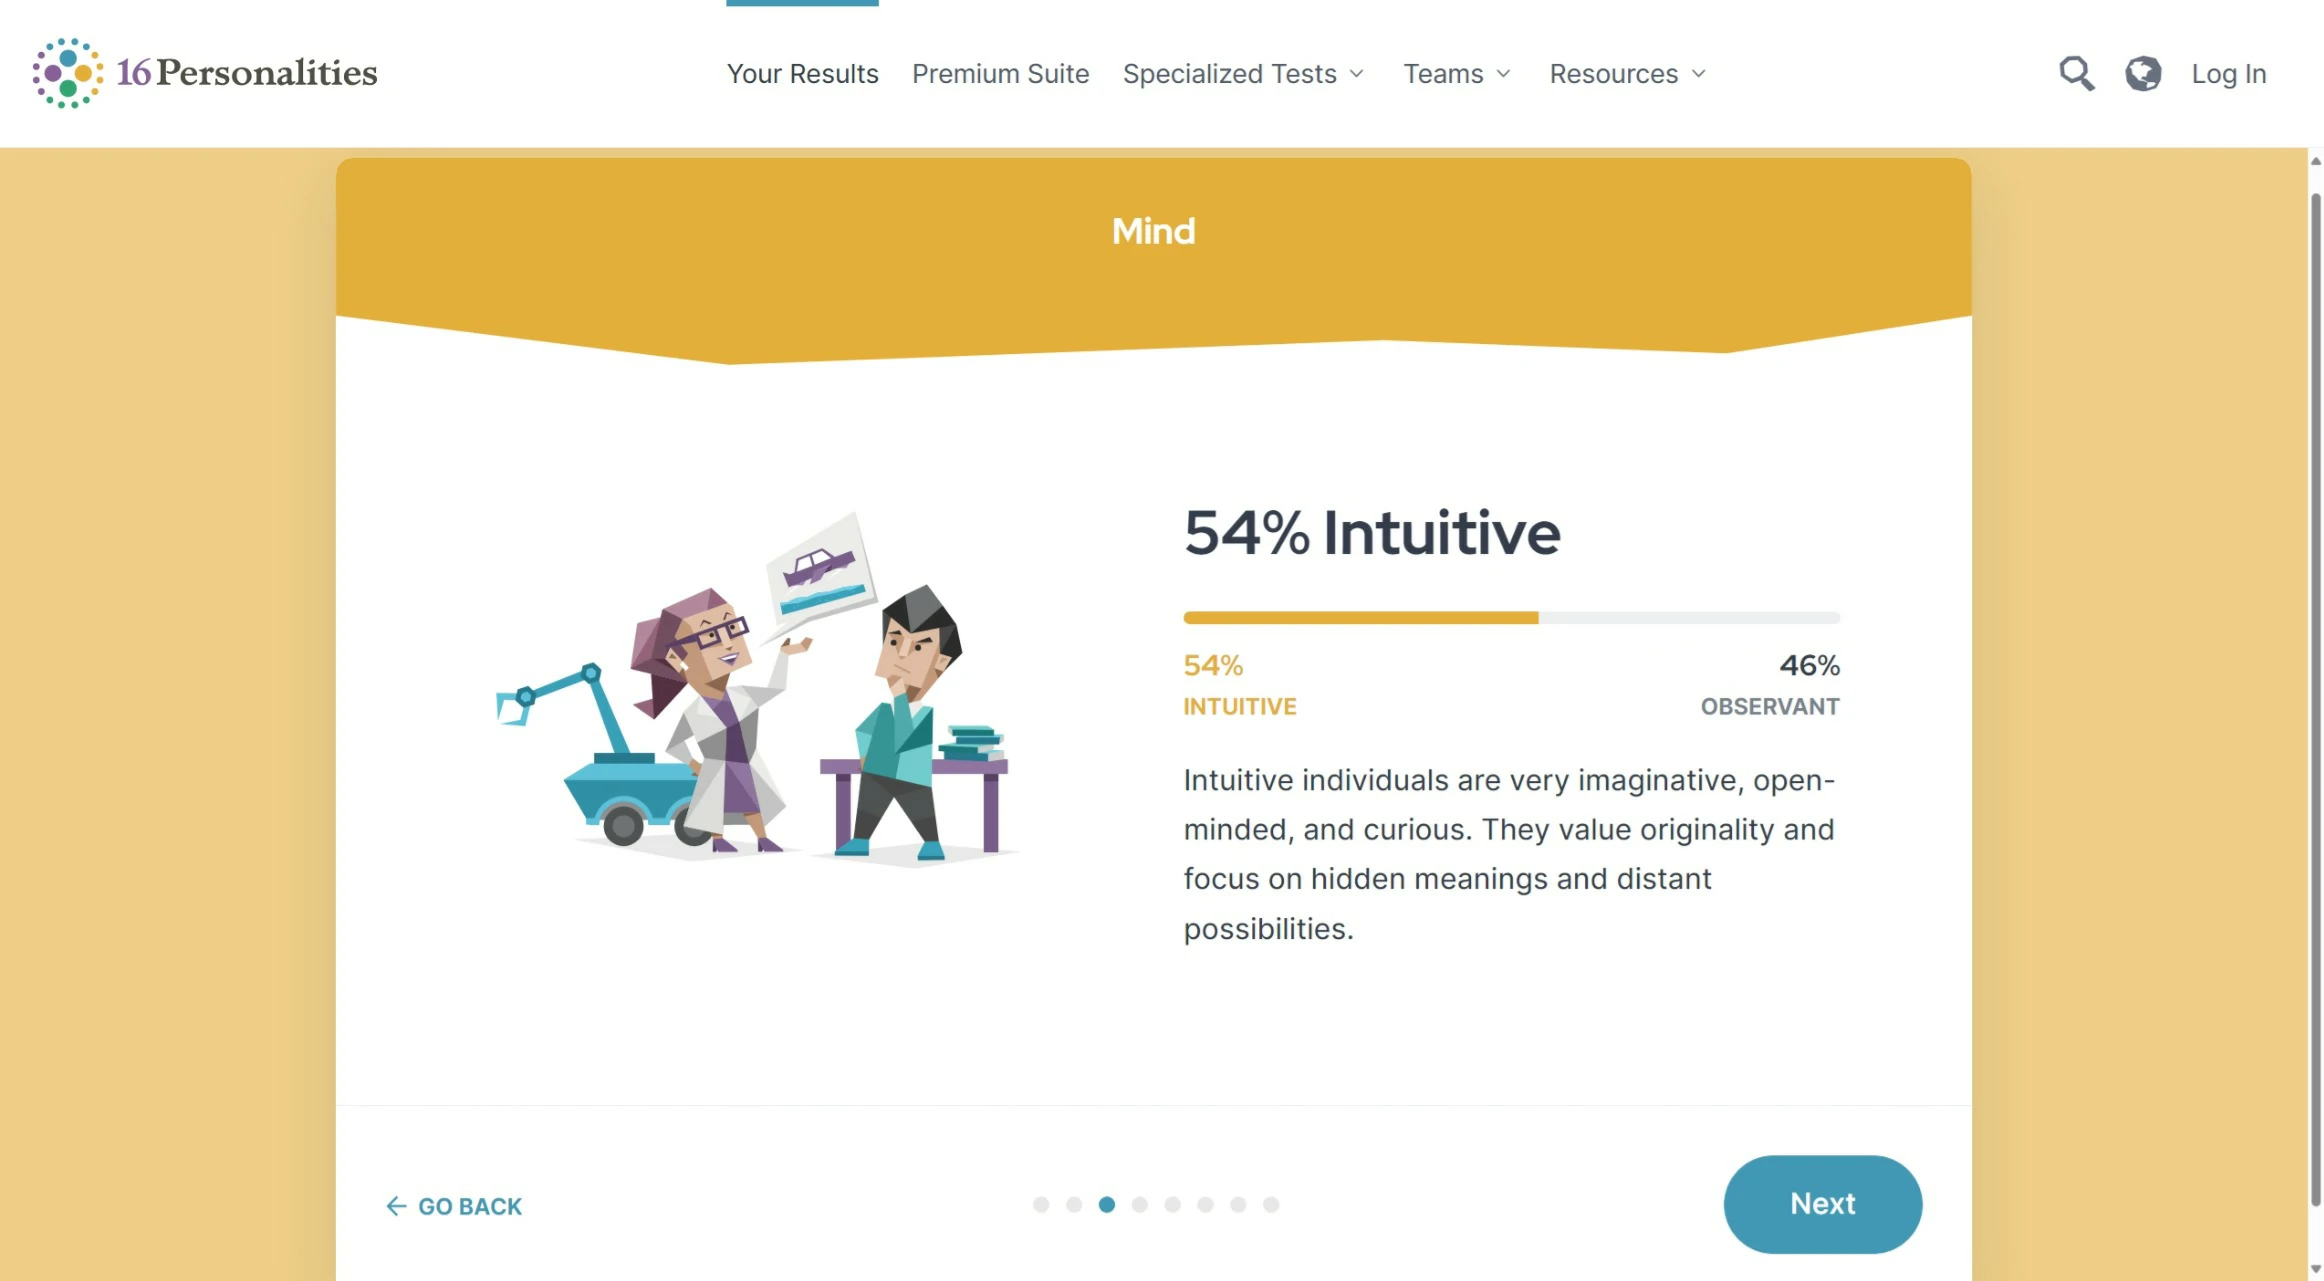 16Personalities
Your Results
Premium Suite
Specialized Tests
Teams
Resources
Log In
Mind
54% Intuitive
54%
46%
INTUITIVE
OBSERVANT
Intuitive individuals are very imaginative, open-
minded, and curious. They value originality and
focus on hidden meanings and distant
possibilities.
GO BACK
Next